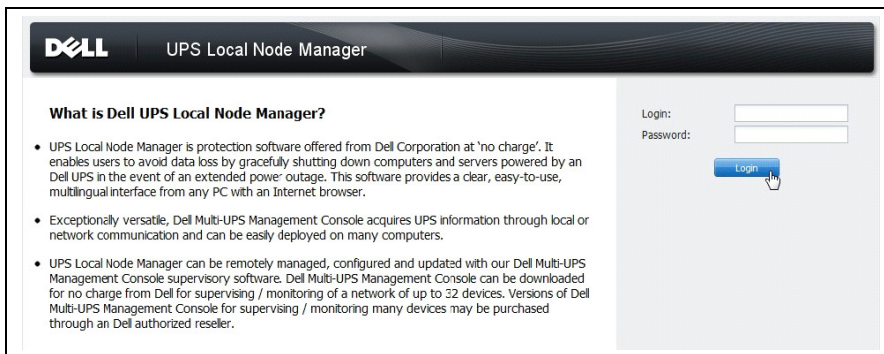 DELL
UPS Local Node Manager
What is Dell UPS Local Node Manager?
• UPS Local Node Manager is protection software offered from Dell Corporation at 'no charge'. It
enables users to avoid data loss by gracefully shutting down computers and servers powered by an
Dell UPS in the event of an extended power outage. This software provides a clear, easy-to-use,
multilingual interface from any PC with an Internet browser.
• Exceptionally versatile, Dell Multi-UPS Management Console acquires UPS information through local or
network communication and can be easily deployed on many computers.
• UPS Local Node Manager can be remotely managed, configured and updated with our Dell Multi-UPS
Management Console supervisory software. Dell Multi-UPS Management Console can be downloaded
for no charge from Dell for supervising / monitoring of a network of up to 32 devices. Versions of Dell
Multi-UPS Management Console for supervising / monitoring many devices may be purchased
through an Dell authorized reseller.
Login:
Password:
Login